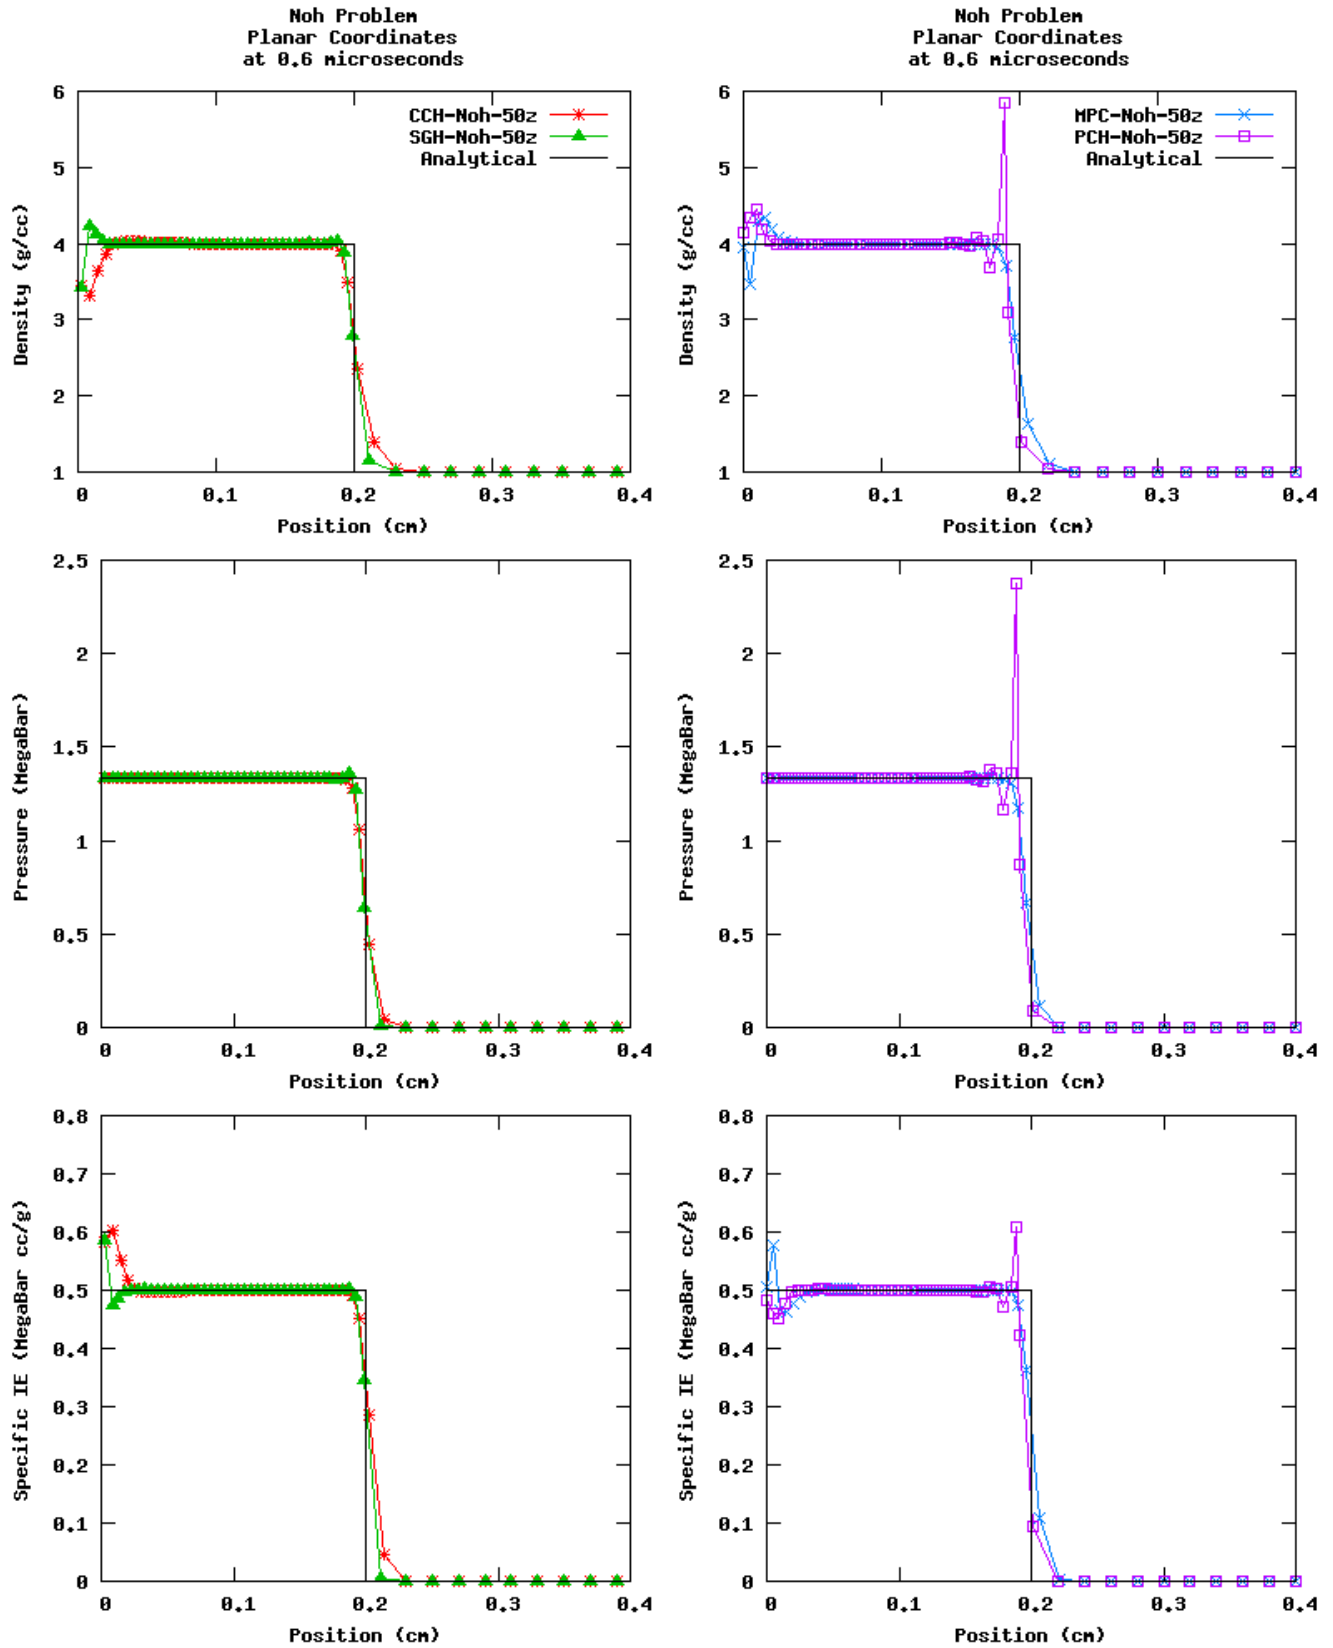 Noh Problem
Planar Coordinates
at 0.6 microseconds
6
5
4
3
2
1
Density (g/cc)
CCH-Noh-50z
SGH-Noh-50z
Analytical
0 0.1 0.2 0.3 0.4
Position (cm)
Noh Problem
Planar Coordinates
at 0.6 microseconds
6
5
4
3
2
1
Density (g/cc)
MPC-Noh-50z
PCH-Noh-50z
Analytical
0 0.1 0.2 0.3 0.4
Position (cm)
2.5
2
1.5
1
0.5
0
Pressure (MegaBar)
0 0.1 0.2 0.3 0.4
Position (cm)
2.5
2
1.5
1
0.5
0
Pressure (MegaBar)
0 0.1 0.2 0.3 0.4
Position (cm)
0.8
0.7
0.6
0.5
0.4
0.3
0.2
0.1
0
Specific IE (MegaBar cc/g)
0 0.1 0.2 0.3 0.4
Position (cm)
0.8
0.7
0.6
0.5
0.4
0.3
0.2
0.1
0
Specific IE (MegaBar cc/g)
0 0.1 0.2 0.3 0.4
Position (cm)